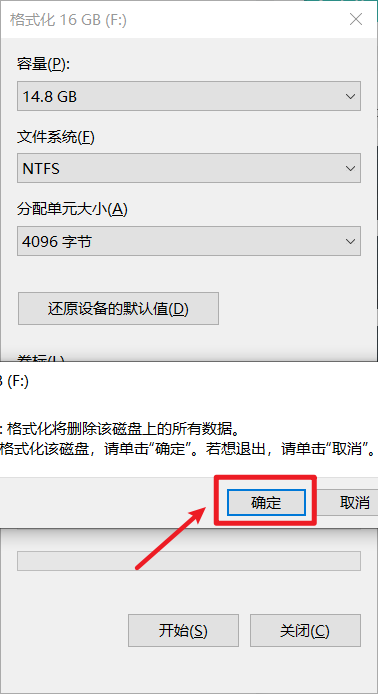 格式化 16 GB (F:)
容量(P):
14.8 GB
文件系统(F)
NTFS
分配单元大小(A)
4096 字节
还原设备的默认值(D)
(F:)
: 格式化将删除该磁盘上的所有数据。
格式化该磁盘，请单击“确定”。若想退出，请单击“取消”。
确定
取消
开始(S)
关闭(C)